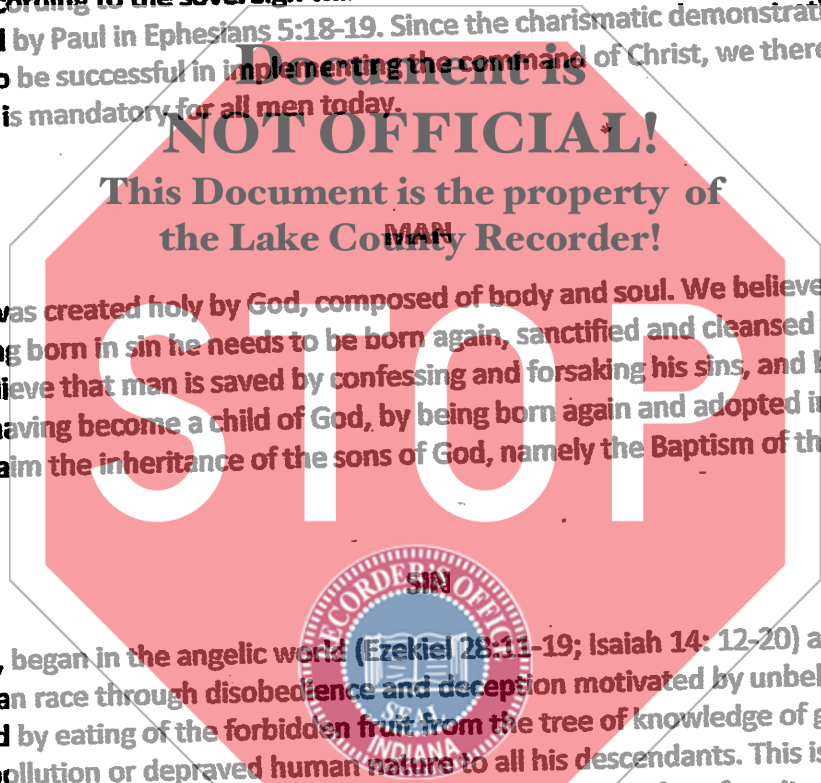 cording to the sovereign
by Paul in Ephesians 5:18-19. Since the charismatic demonstrati
Document is
o be successful in implementing the command of Christ, we there
is mandatory for all men today.
NOT OFFICIAL!
This Document is the property of
the Lake County Recorder!
MAN
was created holy by God, composed of body and soul. We believe
g born in sin he needs to be born again, sanctified and cleansed
lieve that man is saved by confessing and forsaking his sins, and b
having become a child of God, by being born again and adopted in
aim the inheritance of the sons of God, namely the Baptism of th
STOP
SIN
RECORDER'S OFFICE
, began in the angelic world (Ezekiel 28:11-19; Isaiah 14: 12-20) a
an race through disobedience and deception motivated by unbel
d by eating of the forbidden fruit from the tree of knowledge of g
SEAL
INDIANA
ollution or depraved human nature to all his descendants. This is